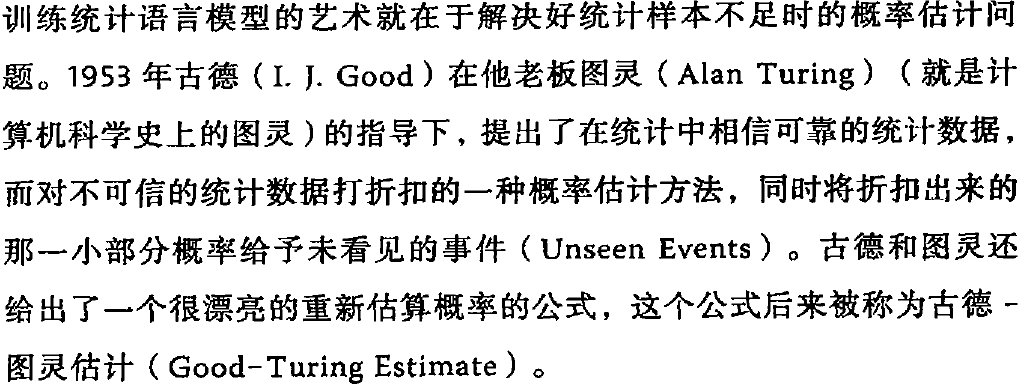 训练统计语言模型的艺术就在于解决好统计样本不足时的概率估计问
题。1953 年古德（I. J. Good）在他老板图灵（Alan Turing）（就是计
算机科学史上的图灵）的指导下，提出了在统计中相信可靠的统计数据，
而对不可信的统计数据打折扣的一种概率估计方法，同时将折扣出来的
那一小部分概率给予未看见的事件（Unseen Events）。古德和图灵还
给出了一个很漂亮的重新估算概率的公式，这个公式后来被称为古德 -
图灵估计（Good-Turing Estimate）。